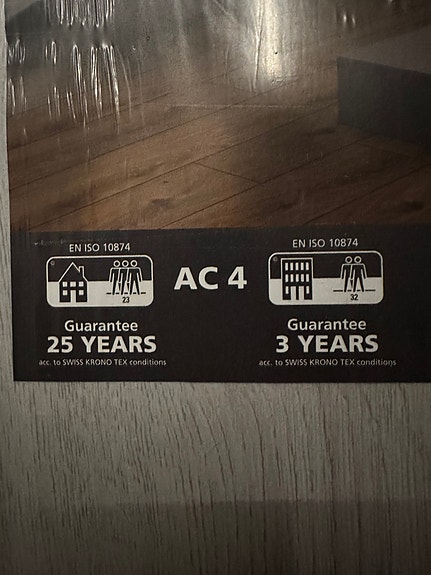 EN ISO 10874
23
Guarantee
25 YEARS
acc. to SWISS KRONO TEX conditions
AC 4
EN ISO 10874
32
Guarantee
3 YEARS
acc. to SWISS KRONO TEX conditions